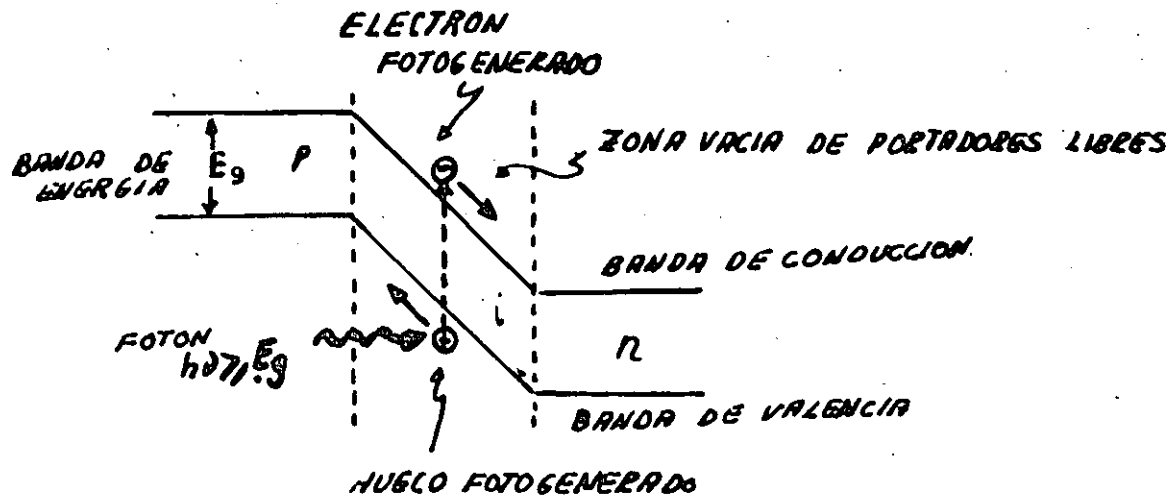 ELECTRON
FOTOGENERADO
ZONA VACIA DE PORTADORES LIBRES
BANDA DE
ENERGIA
Eg
P
BANDA DE CONDUCCION.
i
n
FOTON
hν ≥ Eg
BANDA DE VALENCIA
HUECO FOTOGENERADO